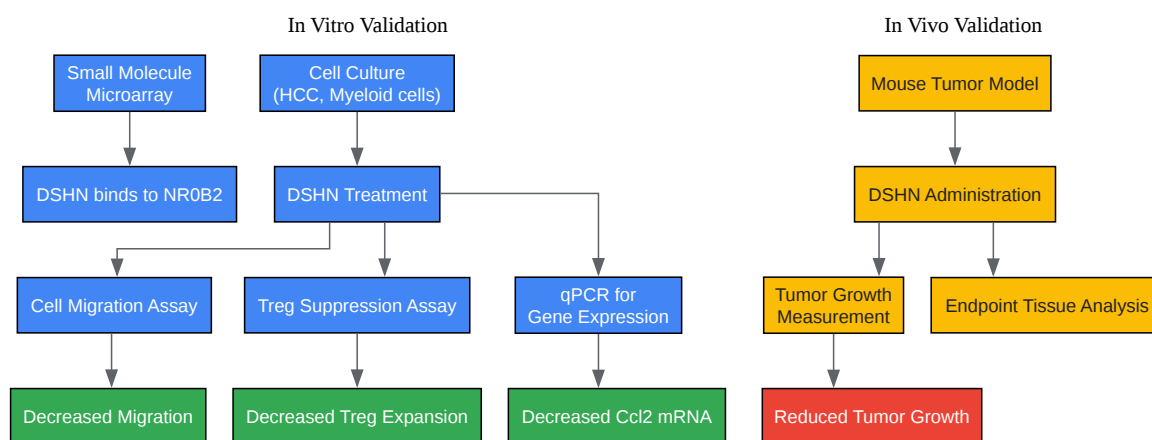 In Vitro Validation
In Vivo Validation
Small Molecule
Microarray
Cell Culture
(HCC, Myeloid cells)
Mouse Tumor Model
DSHN binds to NR0B2
DSHN Treatment
DSHN Administration
Cell Migration Assay
Treg Suppression Assay
qPCR for
Gene Expression
Tumor Growth
Measurement
Endpoint Tissue Analysis
Decreased Migration
Decreased Treg Expansion
Decreased Ccl2 mRNA
Reduced Tumor Growth